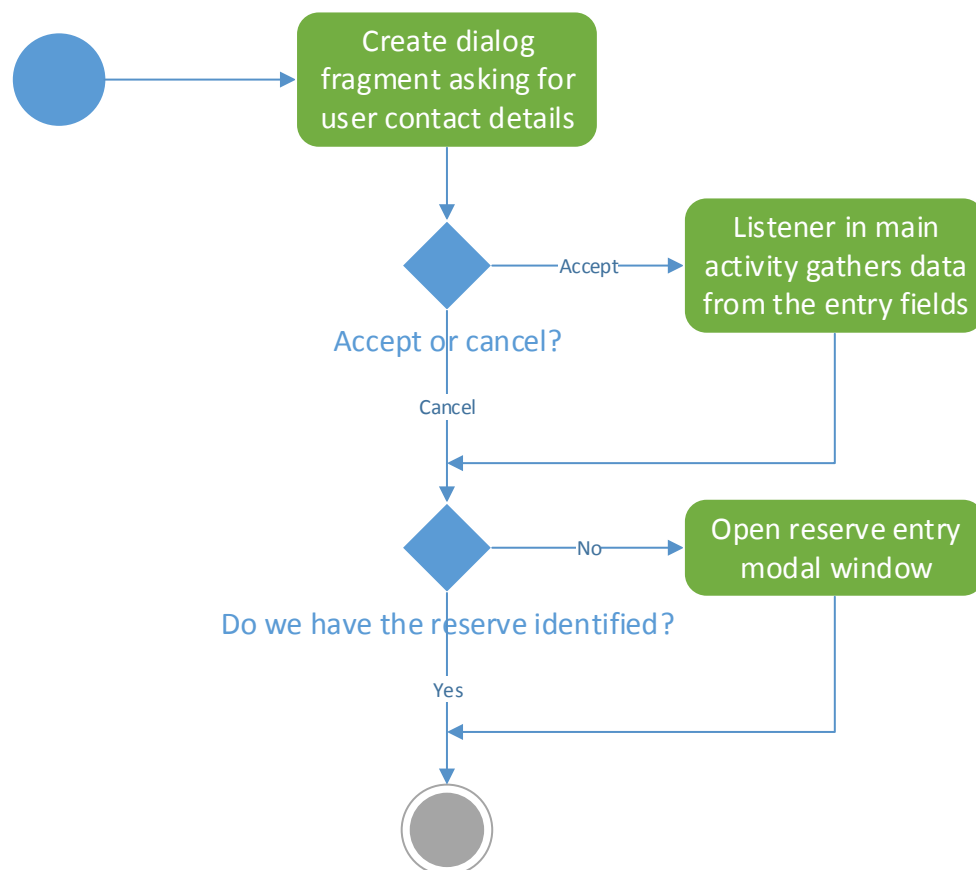 Create dialog
fragment asking for
user contact details
Listener in main
activity gathers data
from the entry fields
Accept
Accept or cancel?
Cancel
Open reserve entry
modal window
No
Do we have the reserve identified?
Yes